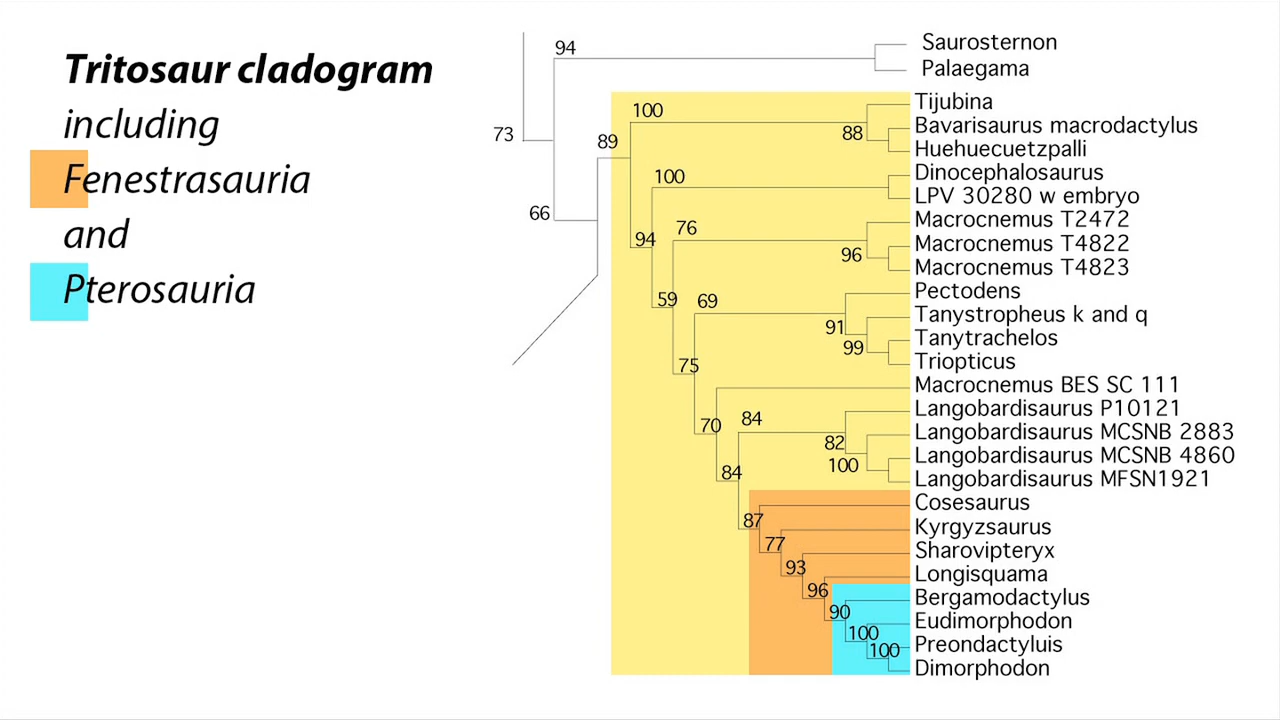 Tritosaur cladogram
including
Fenestrasauria
and
Pterosauria
94
Saurosternon
Palaegama
73
66
89
100
88
Tijubina
Bavarisaurus macrodactylus
Huehuecuetzpalli
94
100
Dinocephalosaurus
LPV 30280 w embryo
59
76
96
Macrocnemus T2472
Macrocnemus T4822
Macrocnemus T4823
75
69
91
99
Pectodens
Tanystropheus k and q
Tanytrachelos
Triopticus
70
Macrocnemus BES SC 111
84
84
82
100
Langobardisaurus P10121
Langobardisaurus MCSNB 2883
Langobardisaurus MCSNB 4860
Langobardisaurus MFSN1921
87
Cosesaurus
77
Kyrgyzsaurus
93
Sharovipteryx
96
Longisquama
90
Bergamodactylus
100
Eudimorphodon
100
Preondactyluis
Dimorphodon